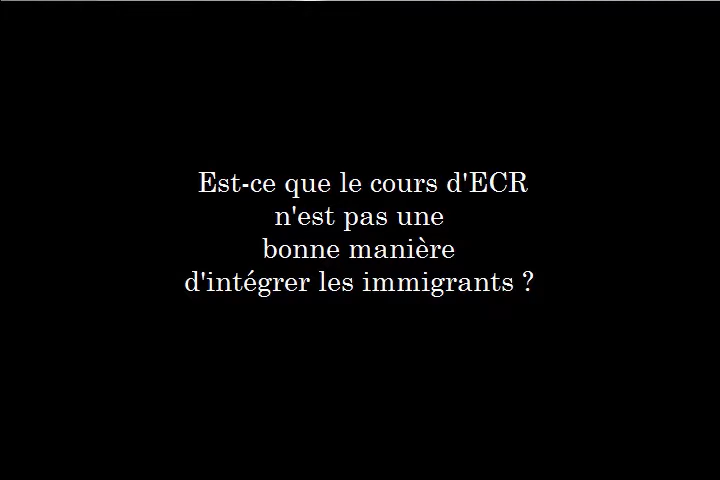 Est-ce que le cours d'ECR
n'est pas une
bonne manière
d'intégrer les immigrants ?